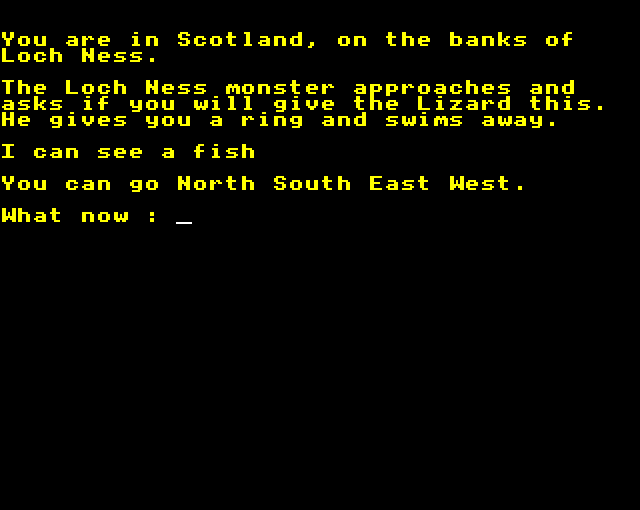 You are in Scotland, on the banks of
Loch Ness.
The Loch Ness monster approaches and
asks if you will give the Lizard this.
He gives you a ring and swims away.
I can see a fish
You can go North South East West.
What now : _